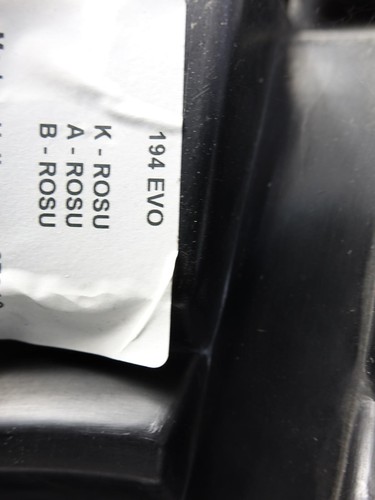 194 EVO
K - ROSU
A - ROSU
B - ROSU